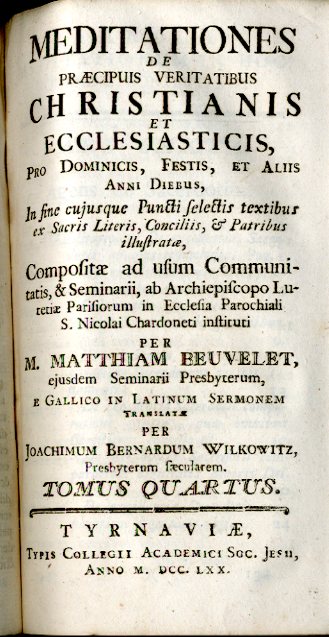 MEDITATIONES
DE
PRÆCIPUIS VERITATIBUS
CHRISTIANIS
ET
ECCLESIASTICIS,
PRO DOMINICIS, FESTIS, ET ALIIS
ANNI DIEBUS,
In fine cujusque Puncti selectis textibus
ex Sacris Literis, Conciliis, & Patribus
illustratæ,
Compositæ ad usum Communi-
tatis, & Seminarii, ab Archiepiscopo Lu-
tetiæ Parisiorum in Ecclesia Parochiali
S. Nicolai Chardoneti instituti
PER
M. MATTHIAM BEUVELET,
ejusdem Seminarii Presbyterum,
E GALLICO IN LATINUM SERMONEM
TRANSLATÆ
PER
JOACHIMUM BERNARDUM WILKOWITZ,
Presbyterum sæcularem.
TOMUS QUARTUS.
TYRNAVIÆ,
TYPIS COLLEGII ACADEMICI SOC. JESU,
ANNO M. DCC. LXX.